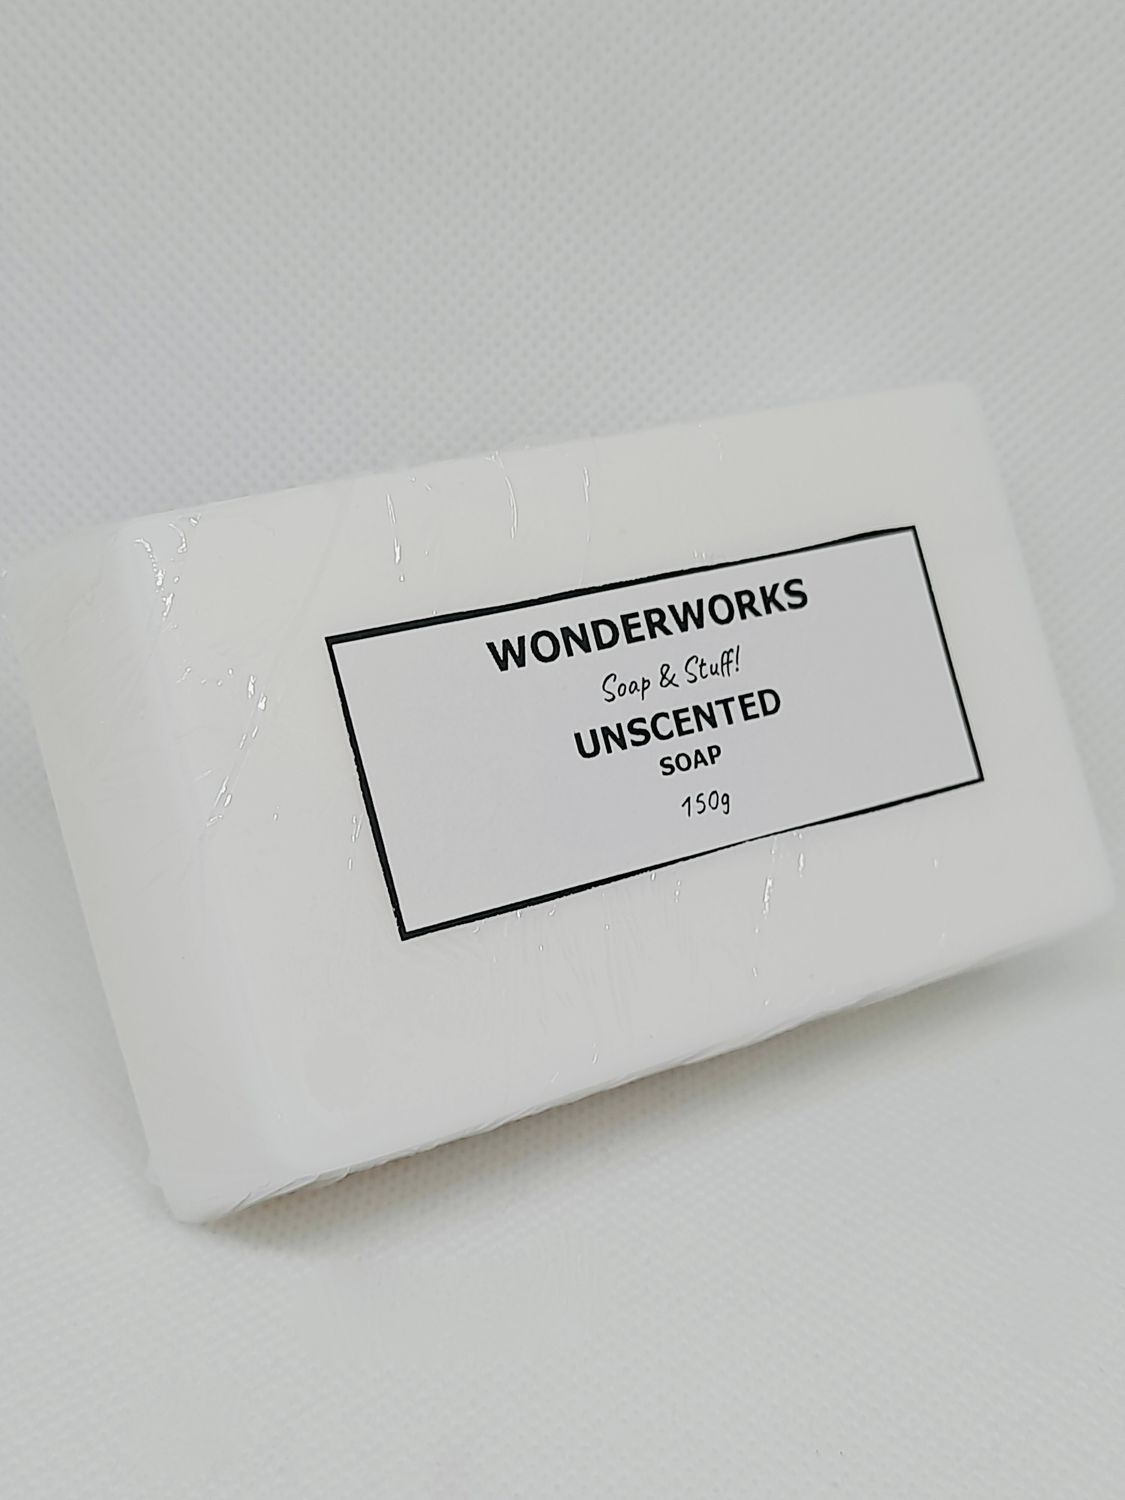 WONDERWORKS
Soap & Stuff!
UNSCENTED
SOAP
150g